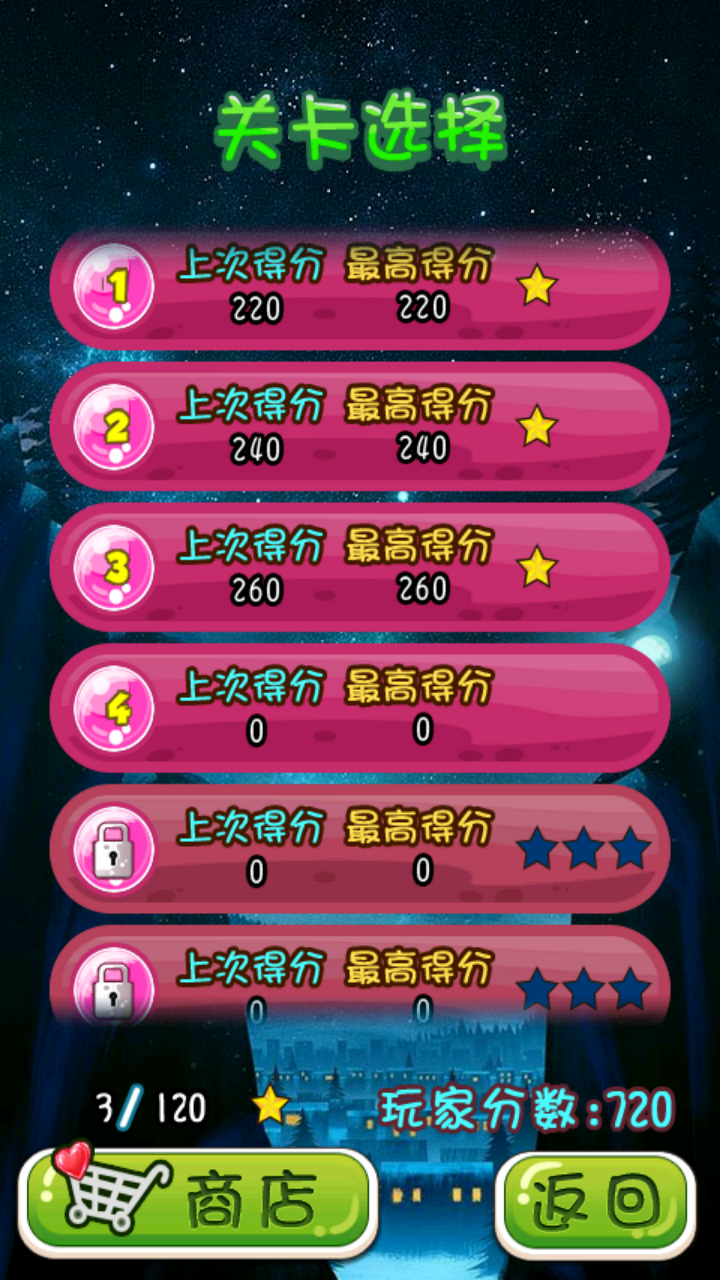 关卡选择
1 上次得分 最高得分
220 220
2 上次得分 最高得分
240 240
3 上次得分 最高得分
260 260
4 上次得分 最高得分
0 0
上次得分 最高得分
0 0
上次得分 最高得分
0 0
3/120 玩家分数:720
商店 返回